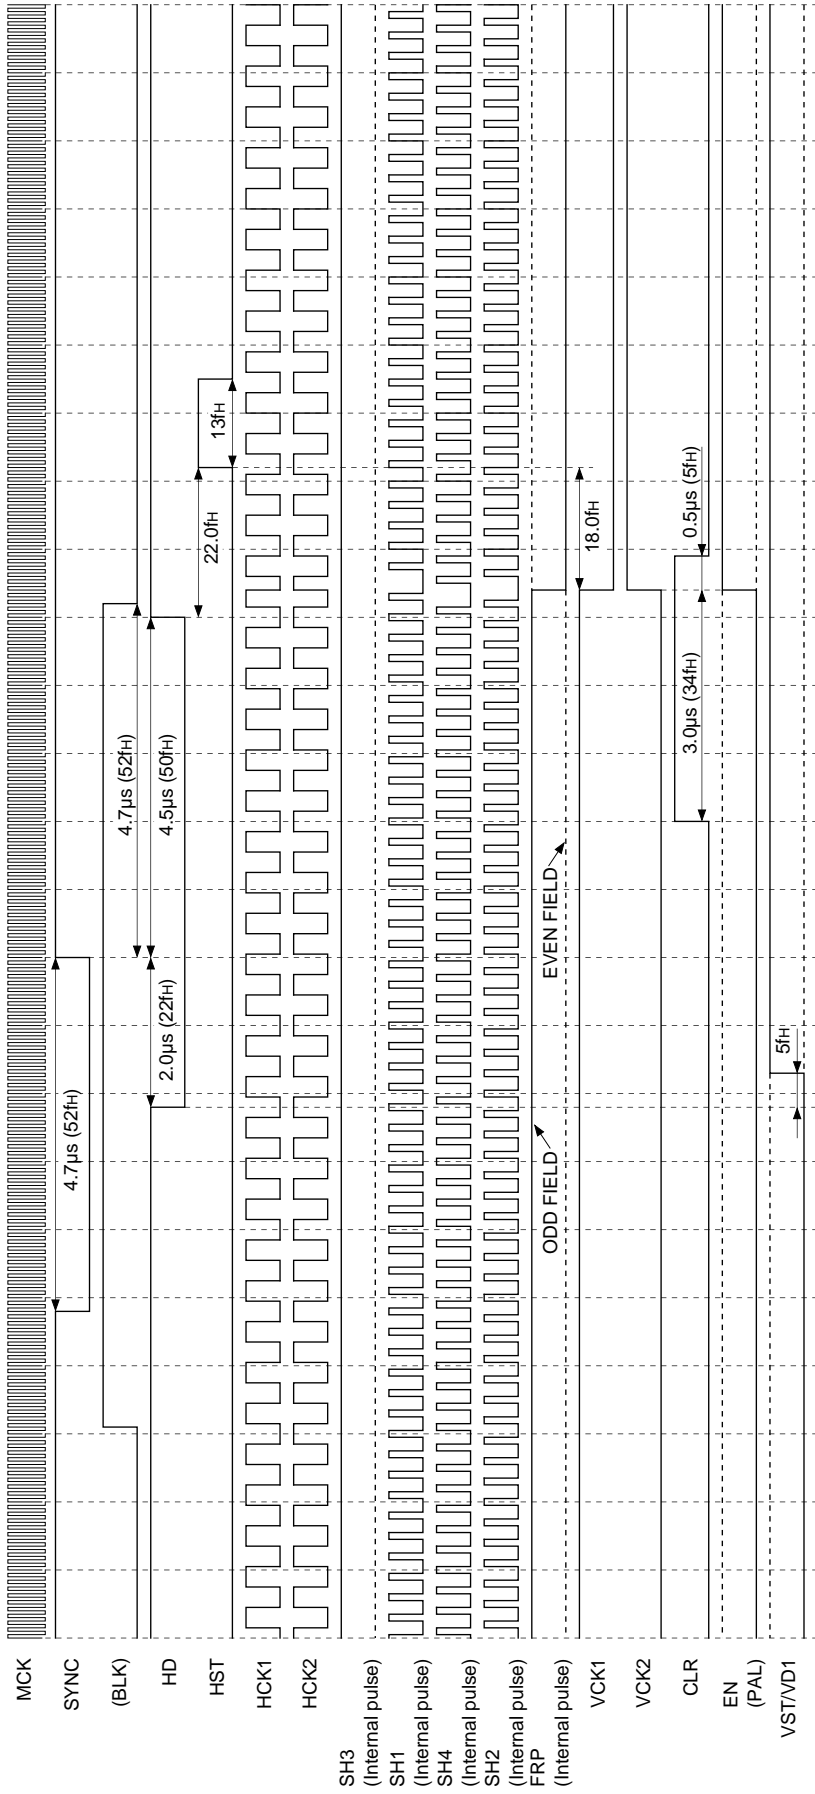 MCK
SYNC
4.7µs (52fH)
(BLK)
4.7µs (52fH)
HD
2.0µs (22fH)
4.5µs (50fH)
HST
22.0fH
13fH
HCK1
HCK2
SH3
(Internal pulse)
SH1
(Internal pulse)
SH4
(Internal pulse)
SH2
(Internal pulse)
FRP
(Internal pulse)
ODD FIELD
EVEN FIELD
VCK1
18.0fH
VCK2
CLR
3.0µs (34fH)
0.5µs (5fH)
EN
(PAL)
VST/VD1
5fH